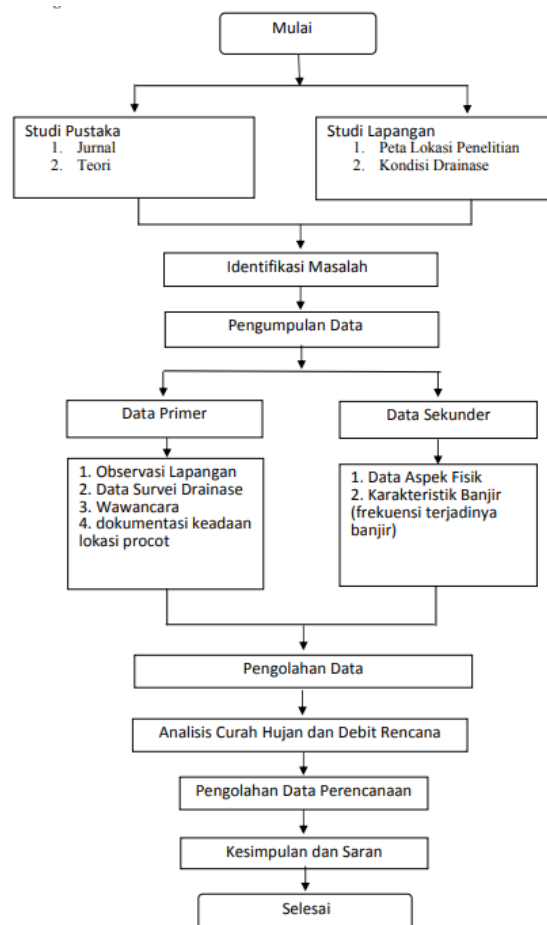 Mulai
Studi Pustaka
1. Jurnal
2. Teori
Studi Lapangan
1. Peta Lokasi Penelitian
2. Kondisi Drainase
Identifikasi Masalah
Pengumpulan Data
Data Primer
Data Sekunder
1. Observasi Lapangan
2. Data Survei Drainase
3. Wawancara
4. dokumentasi keadaan
lokasi procot
1. Data Aspek Fisik
2. Karakteristik Banjir
(frekuensi terjadinya
banjir)
Pengolahan Data
Analisis Curah Hujan dan Debit Rencana
Pengolahan Data Perencanaan
Kesimpulan dan Saran
Selesai